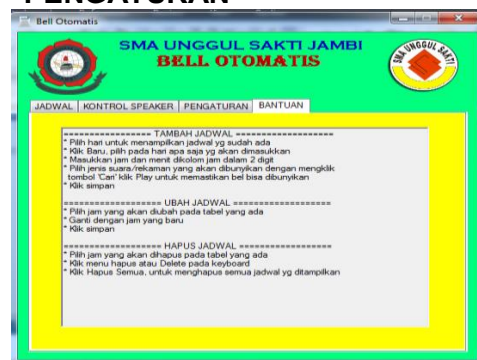 PENGATURAN
Bell Otomatis
SMA UNGGUL SAKTI JAMBI
BELL OTOMATIS
SMA UNGGUL SAKTI
JADWAL KONTROL SPEAKER PENGATURAN BANTUAN
================= TAMBAH JADWAL ===================
* Pilih hari untuk menampilkan jadwal yg sudah ada
* Klik Baru, pilih pada hari apa saja yg akan dimasukkan
* Masukkan jam dan menit dikolom jam dalam 2 digit
* Pilih jenis suara/rekaman yang akan dibunyikan dengan mengklik
tombol 'Cari' klik Play untuk memastikan bel bisa dibunyikan
* Klik simpan
=================== UBAH JADWAL ===================
* Pilih jam yang akan diubah pada tabel yang ada
* Ganti dengan jam yang baru
* Klik simpan
=================== HAPUS JADWAL ==================
* Pilih jam yang akan dihapus pada tabel yang ada
* Klik menu hapus atau Delete pada keyboard
* Klik Hapus Semua, untuk menghapus semua jadwal yg ditampilkan